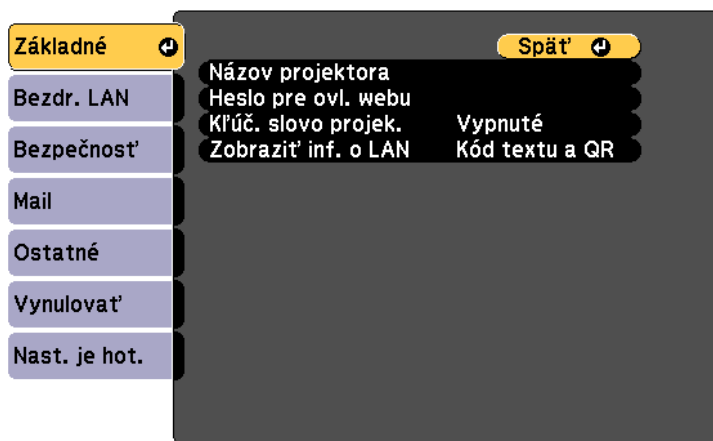 Základné
Bezdr. LAN
Bezpečnosť
Mail
Ostatné
Vynulovať
Nast. je hot.
Späť
Názov projektora
Heslo pre ovl. webu
Kľúč. slovo projek. Vypnuté
Zobraziť inf. o LAN Kód textu a QR